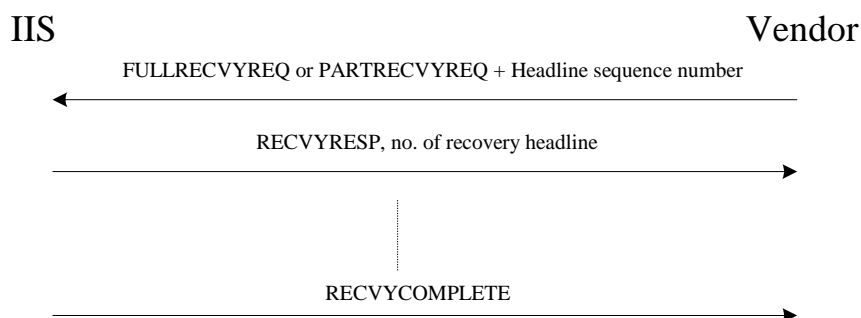 IIS Vendor
FULLRECVYREQ or PARTRECVYREQ + Headline sequence number
RECVYRESP, no. of recovery headline
RECVYCOMPLETE